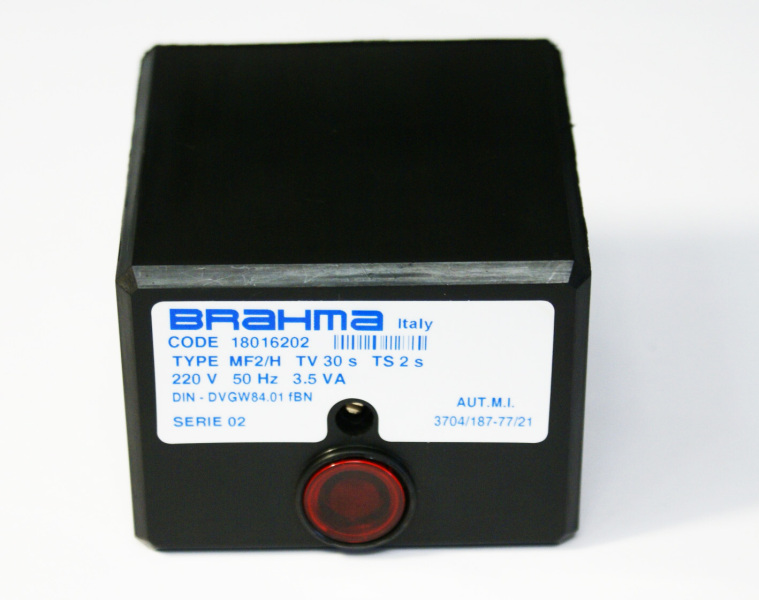 BRAHMA Italy
CODE 18016202
TYPE MF2/H TV 30 s TS 2 s
220 V 50 Hz 3.5 VA
DIN - DVGW84.01 fBN
AUT.M.I.
SERIE 02 3704/187-77/21